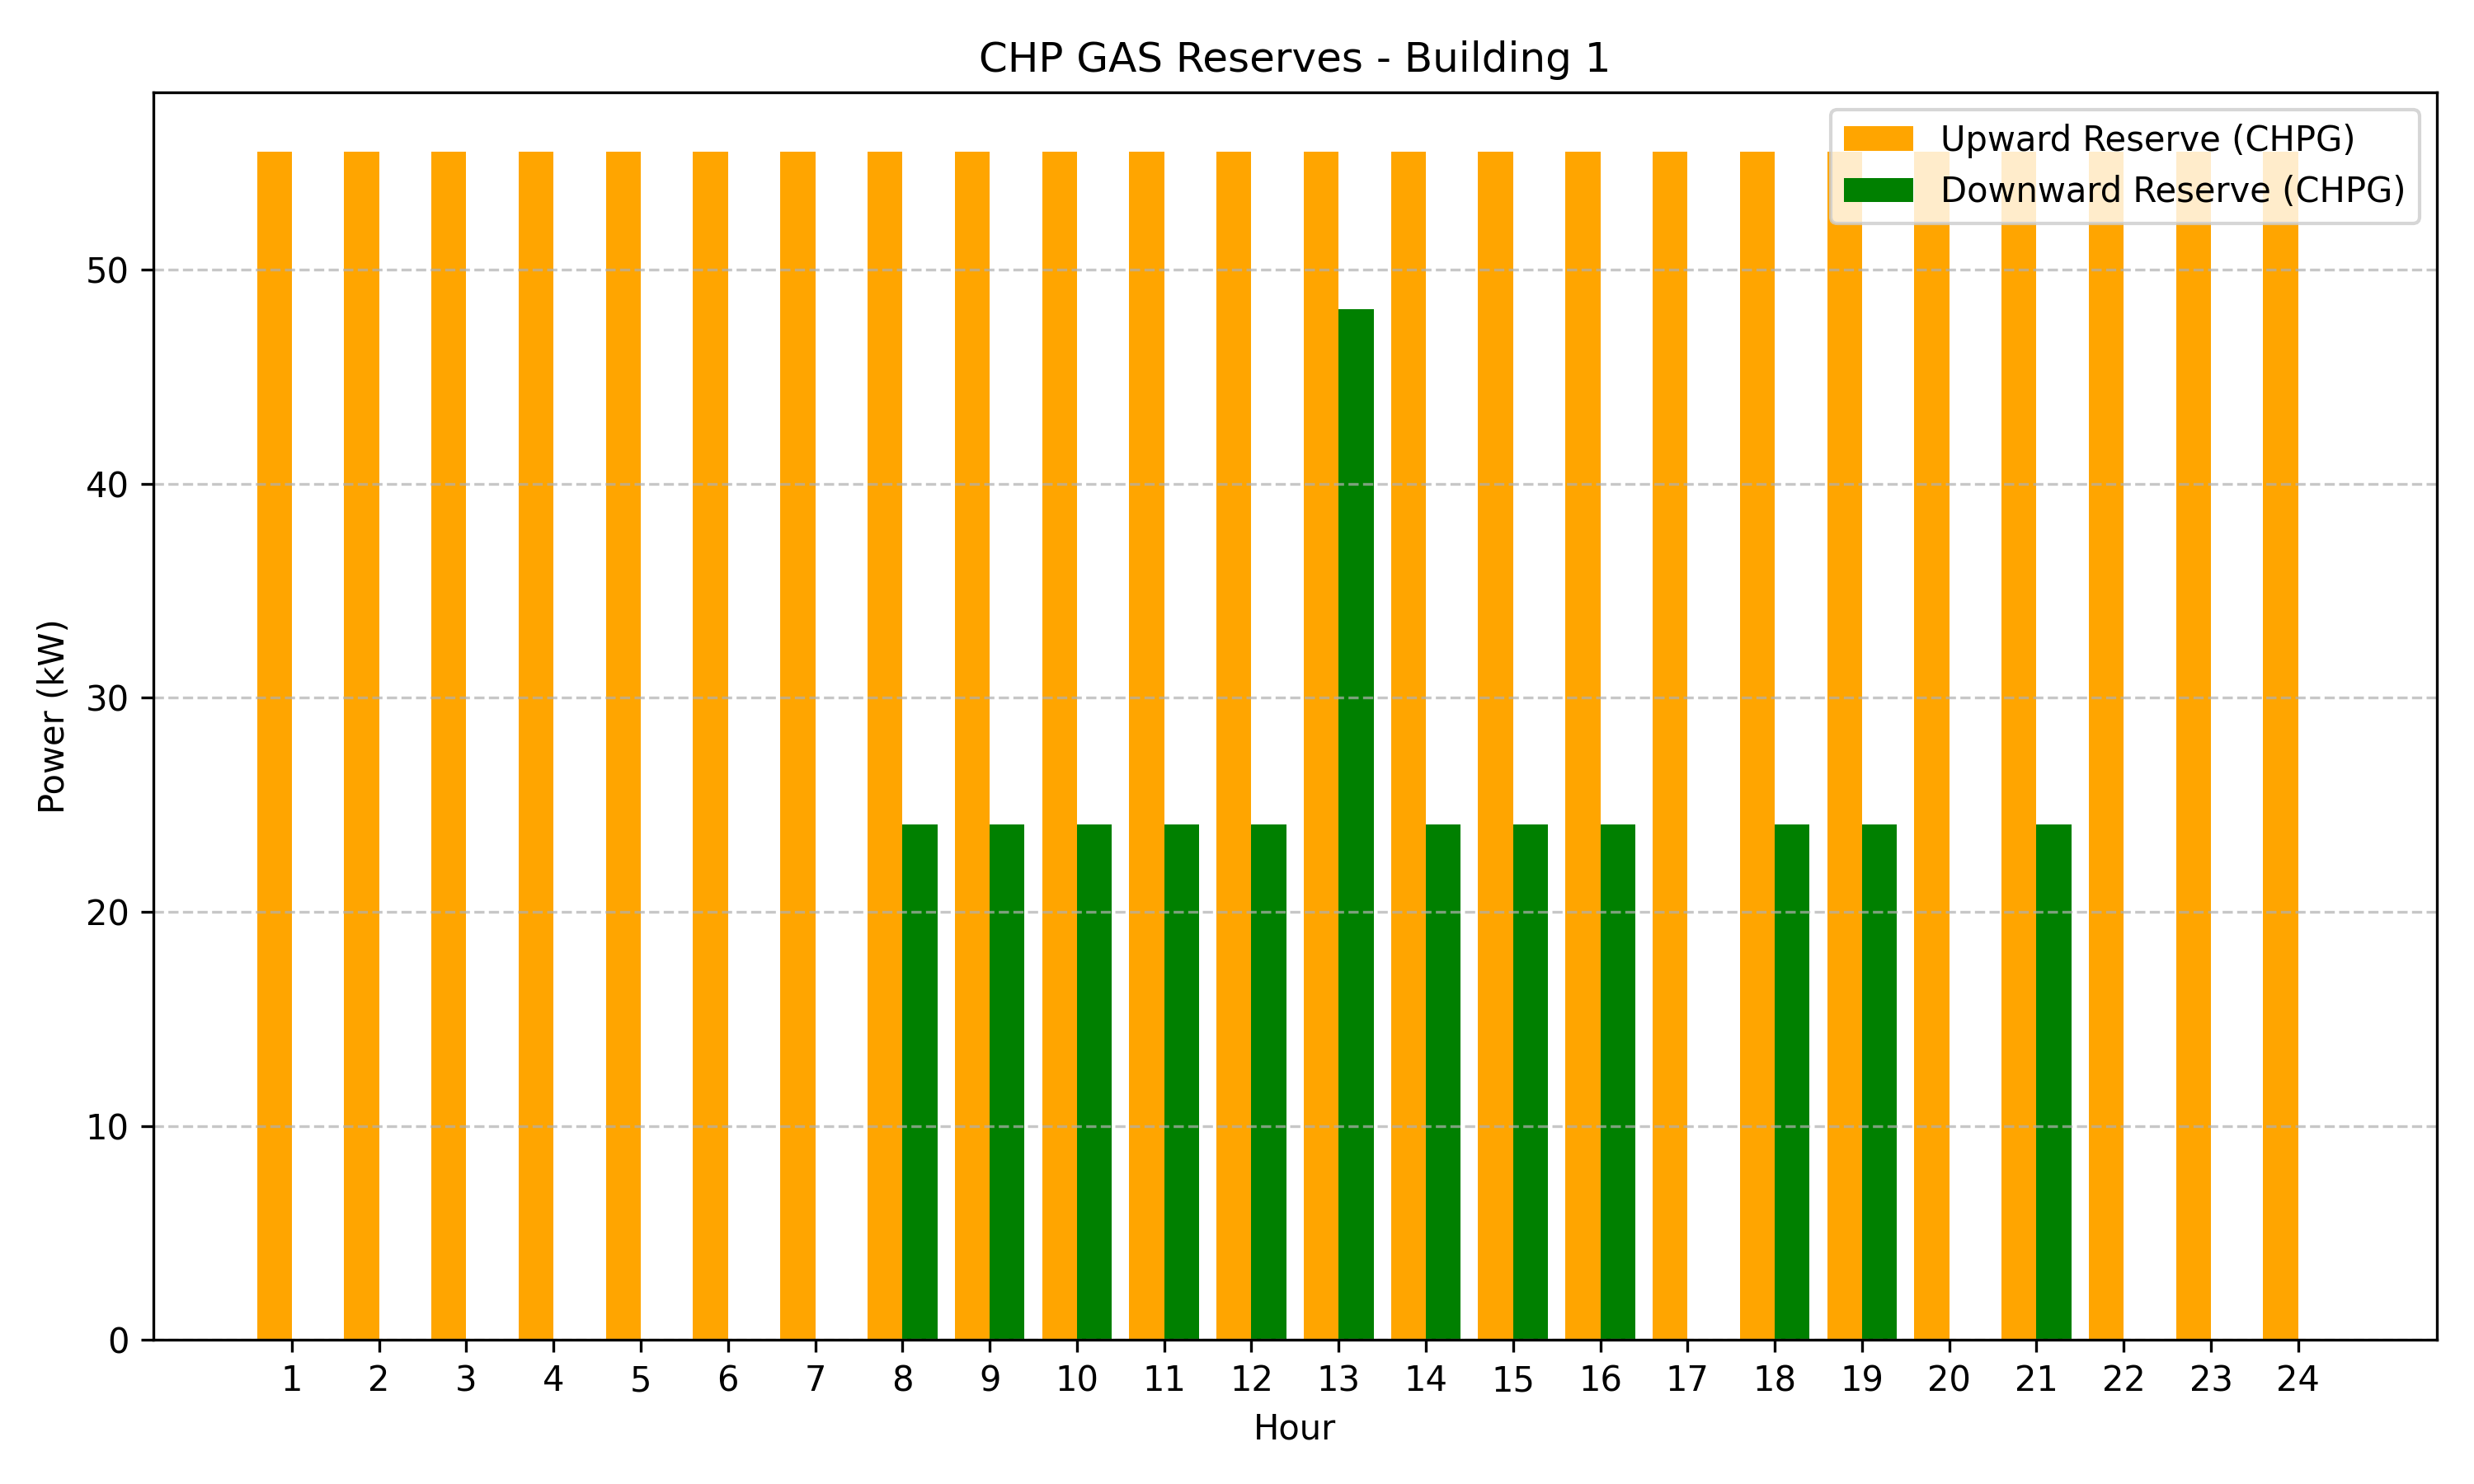 CHP GAS Reserves - Building 1
Upward Reserve (CHPG)
Downward Reserve (CHPG)
Power (kW)
50
40
30
20
10
0
1 2 3 4 5 6 7 8 9 10 11 12 13 14 15 16 17 18 19 20 21 22 23 24
Hour